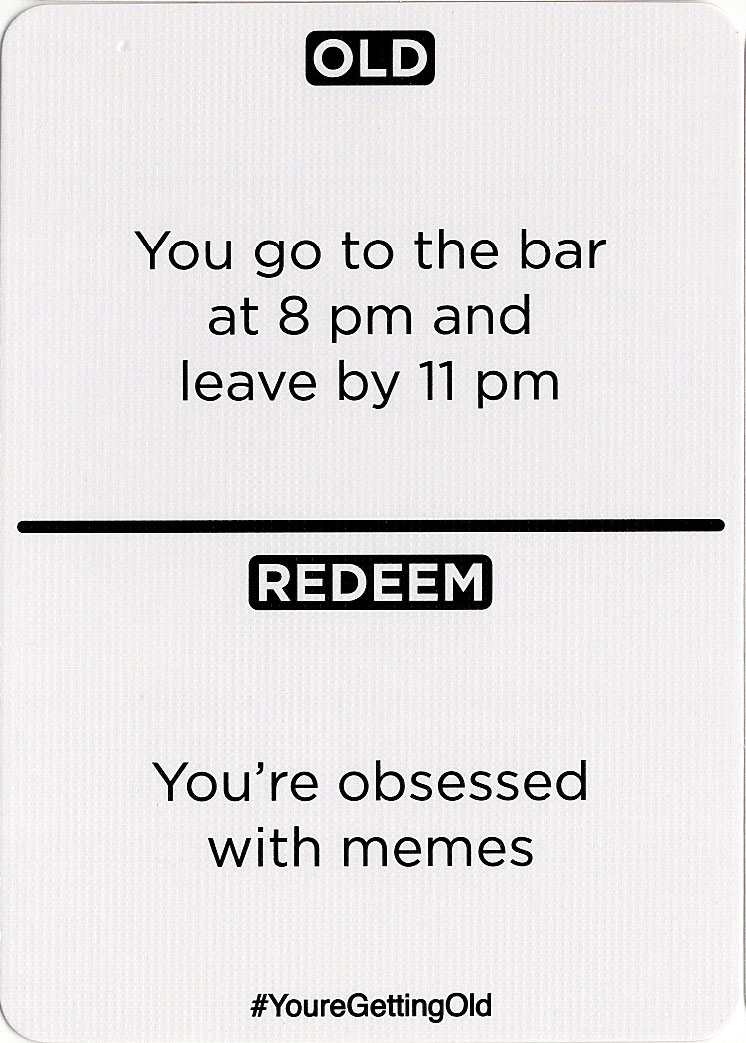 OLD
You go to the bar
at 8 pm and
leave by 11 pm
REDEEM
You're obsessed
with memes
#YoureGettingOld